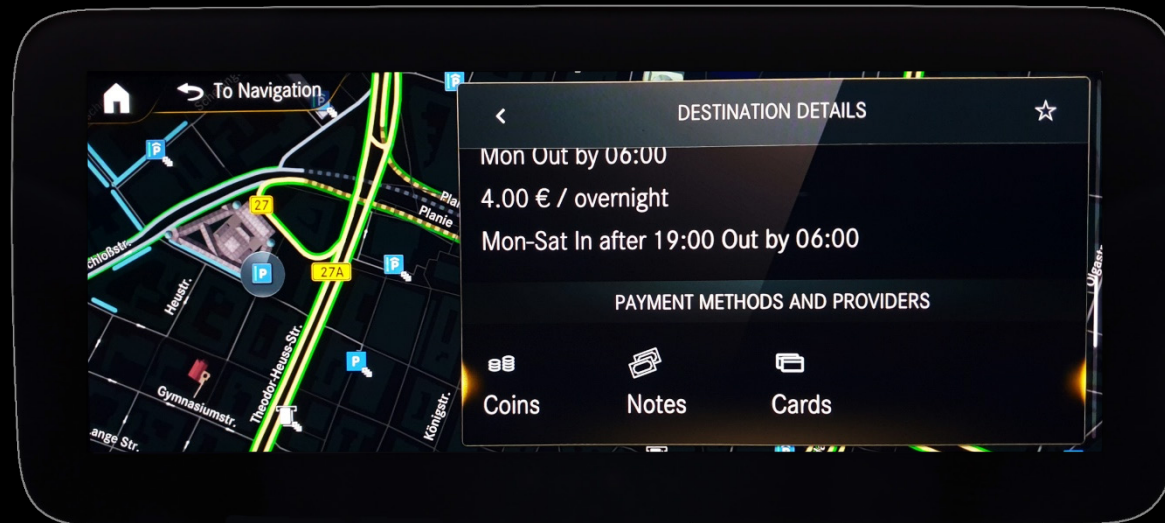 To Navigation
DESTINATION DETAILS
Mon Out by 06:00
4.00 € / overnight
Mon-Sat In after 19:00 Out by 06:00
PAYMENT METHODS AND PROVIDERS
Coins
Notes
Cards
P
P
P
27
Planie
27A
P
P
P
Heustr.
Theodor-Heuss-Str.
Gymnasiumstr.
Königstr.